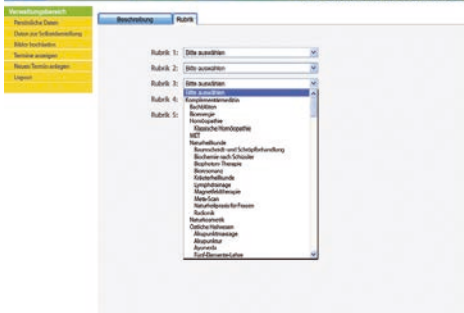 Verwaltungsbereich
Persönliche Daten
Daten zur Selbstdarstellung
Bilder hochladen
Termine anzeigen
Neuen Termin anlegen
Logout
Beschreibung
Rubrik
Rubrik 1: Bitte auswählen
Rubrik 2: Bitte auswählen
Rubrik 3: Bitte auswählen
Bitte auswählen
Rubrik 4:
Komplementärmedizin
Bachblüten
Rubrik 5:
Bioenergie
Homöopathie
Klassische Homöopathie
MET
Naturheilkunde
Baunscheidt- und Schröpfbehandlung
Biochemie nach Schüssler
Biophoton-Therapie
Bioresonanz
Kräuterheilkunde
Lymphdrainage
Magnetfeldtherapie
Meta-Scan
Naturheilpraxis für Frauen
Radionik
Naturkosmetik
Östliche Heilweisen
Akupunktmassage
Akupunktur
Ayurveda
Fünf-Elemente-Lehre